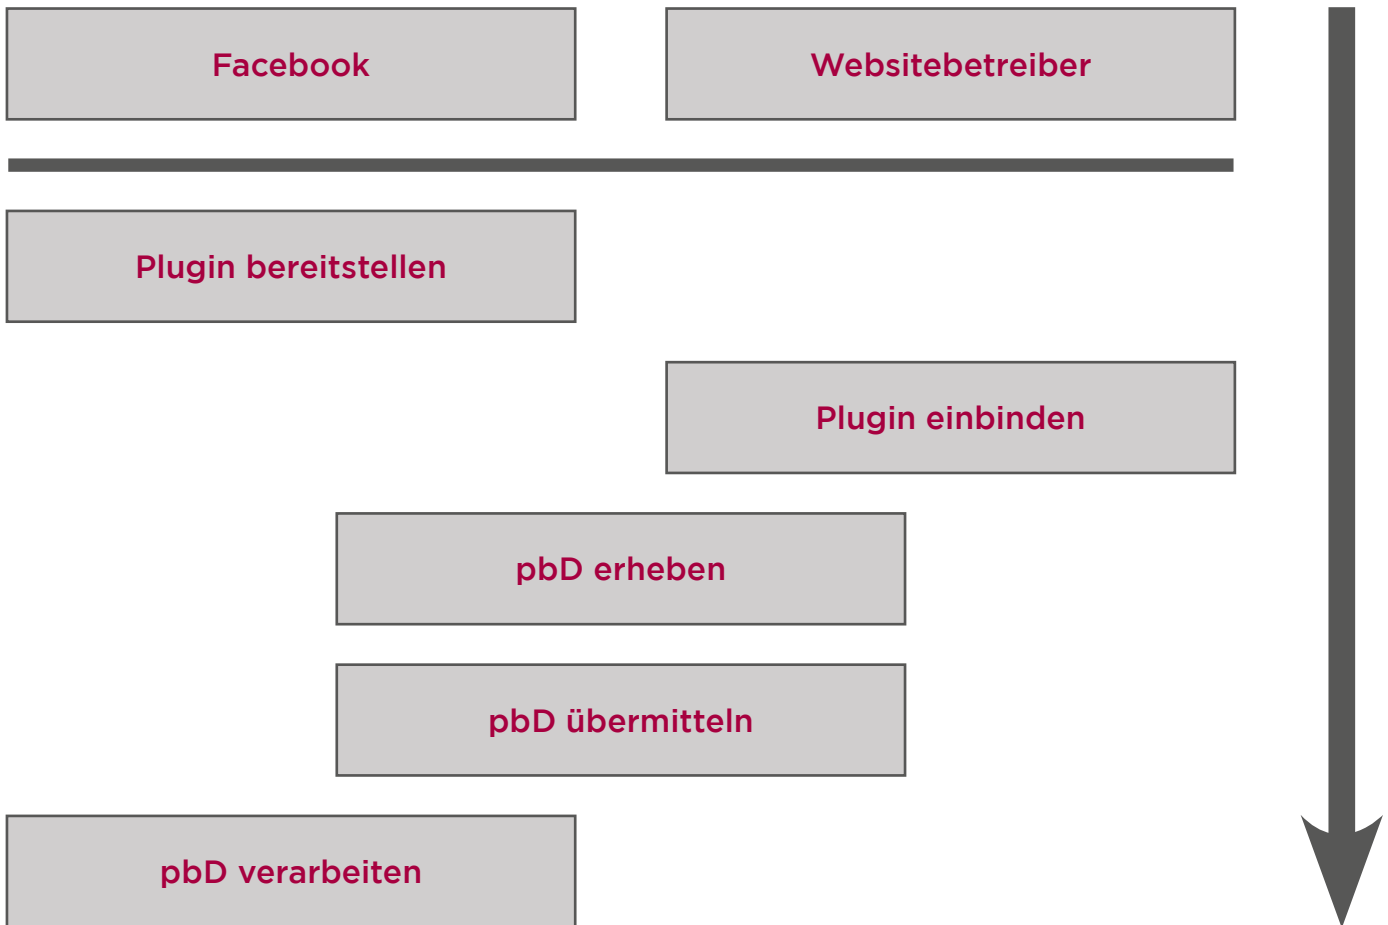 Facebook
Websitebetreiber
Plugin bereitstellen
Plugin einbinden
pbD erheben
pbD übermitteln
pbD verarbeiten